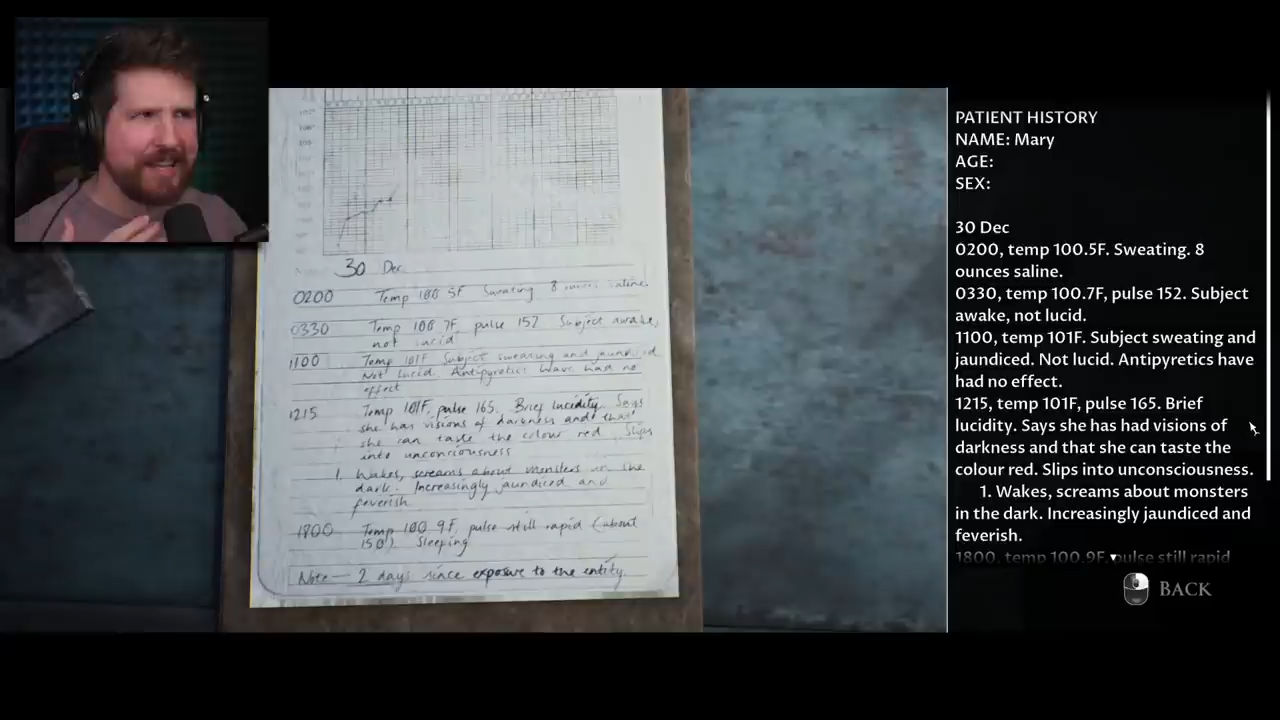 30 Dec
0200 Temp 100 5F Sweating 8 ounces saline
0330 Temp 100 7F, pulse 152 Subject awake,
not lucid
1100 Temp 101F Subject sweating and jaundiced
Not lucid. Antipyretics have had no
effect
1215 Temp 101F, pulse 165. Brief lucidity. Says
she has visions of darkness and that
she can taste the colour red. Slips
into unconciousness
1. Wakes, screams about monsters in the
dark. Increasingly jaundiced and
feverish
1800 Temp 100 9F, pulse still rapid (about
150). Sleeping
Note — 2 days since exposure to the entity.
PATIENT HISTORY
NAME: Mary
AGE:
SEX:
30 Dec
0200, temp 100.5F. Sweating. 8
ounces saline.
0330, temp 100.7F, pulse 152. Subject
awake, not lucid.
1100, temp 101F. Subject sweating and
jaundiced. Not lucid. Antipyretics have
had no effect.
1215, temp 101F, pulse 165. Brief
lucidity. Says she has had visions of
darkness and that she can taste the
colour red. Slips into unconsciousness.
1. Wakes, screams about monsters
in the dark. Increasingly jaundiced and
feverish.
1800, temp 100.9F, pulse still rapid
BACK